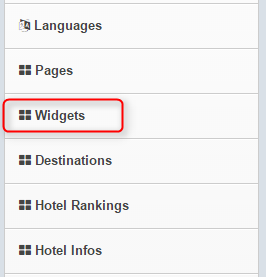 Languages
Pages
Widgets
Destinations
Hotel Rankings
Hotel Infos